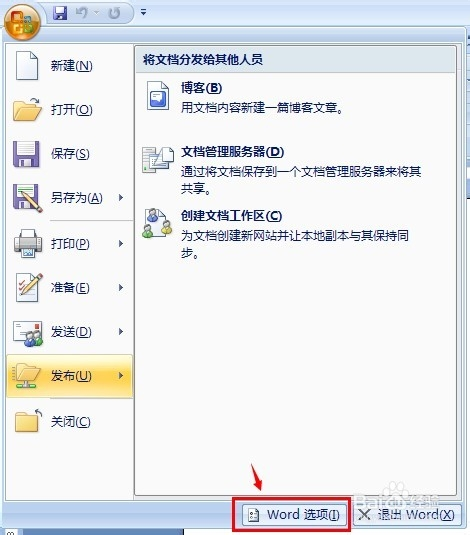 新建(N)
打开(O)
保存(S)
另存为(A)
打印(P)
准备(E)
发送(D)
发布(U)
关闭(C)
将文档分发给其他人员
博客(B)
用文档内容新建一篇博客文章。
文档管理服务器(D)
通过将文档保存到一个文档管理服务器来将其
共享。
创建文档工作区(C)
为文档创建新网站并让本地副本与其保持同
步。
Word 选项(I)
退出 Word(X)
Baidu 经验